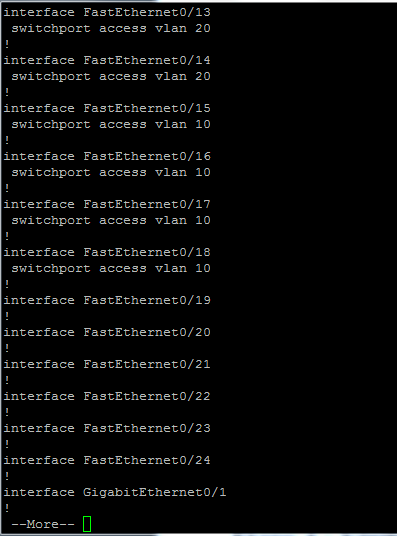 interface FastEthernet0/13
switchport access vlan 20
!
interface FastEthernet0/14
switchport access vlan 20
!
interface FastEthernet0/15
switchport access vlan 10
!
interface FastEthernet0/16
switchport access vlan 10
!
interface FastEthernet0/17
switchport access vlan 10
!
interface FastEthernet0/18
switchport access vlan 10
!
interface FastEthernet0/19
!
interface FastEthernet0/20
!
interface FastEthernet0/21
!
interface FastEthernet0/22
!
interface FastEthernet0/23
!
interface FastEthernet0/24
!
interface GigabitEthernet0/1
!
--More--